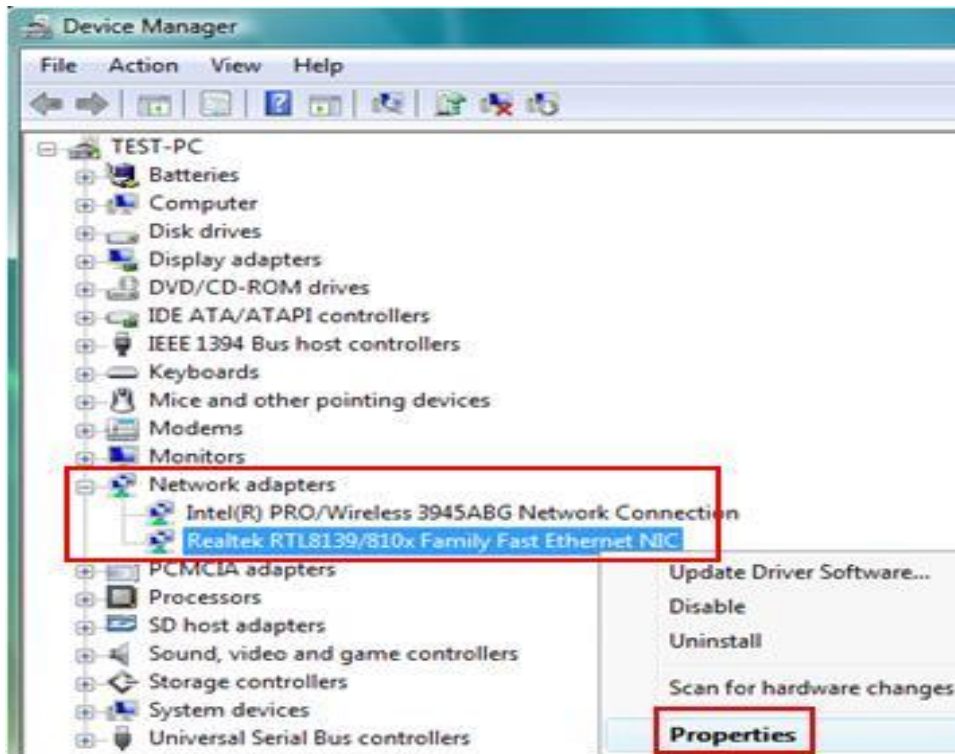 Device Manager
File Action View Help
TEST-PC
Batteries
Computer
Disk drives
Display adapters
DVD/CD-ROM drives
IDE ATA/ATAPI controllers
IEEE 1394 Bus host controllers
Keyboards
Mice and other pointing devices
Modems
Monitors
Network adapters
Intel(R) PRO/Wireless 3945ABG Network Connection
Realtek RTL8139/810x Family Fast Ethernet NIC
PCMCIA adapters
Processors
SD host adapters
Sound, video and game controllers
Storage controllers
System devices
Universal Serial Bus controllers
Update Driver Software...
Disable
Uninstall
Scan for hardware changes
Properties